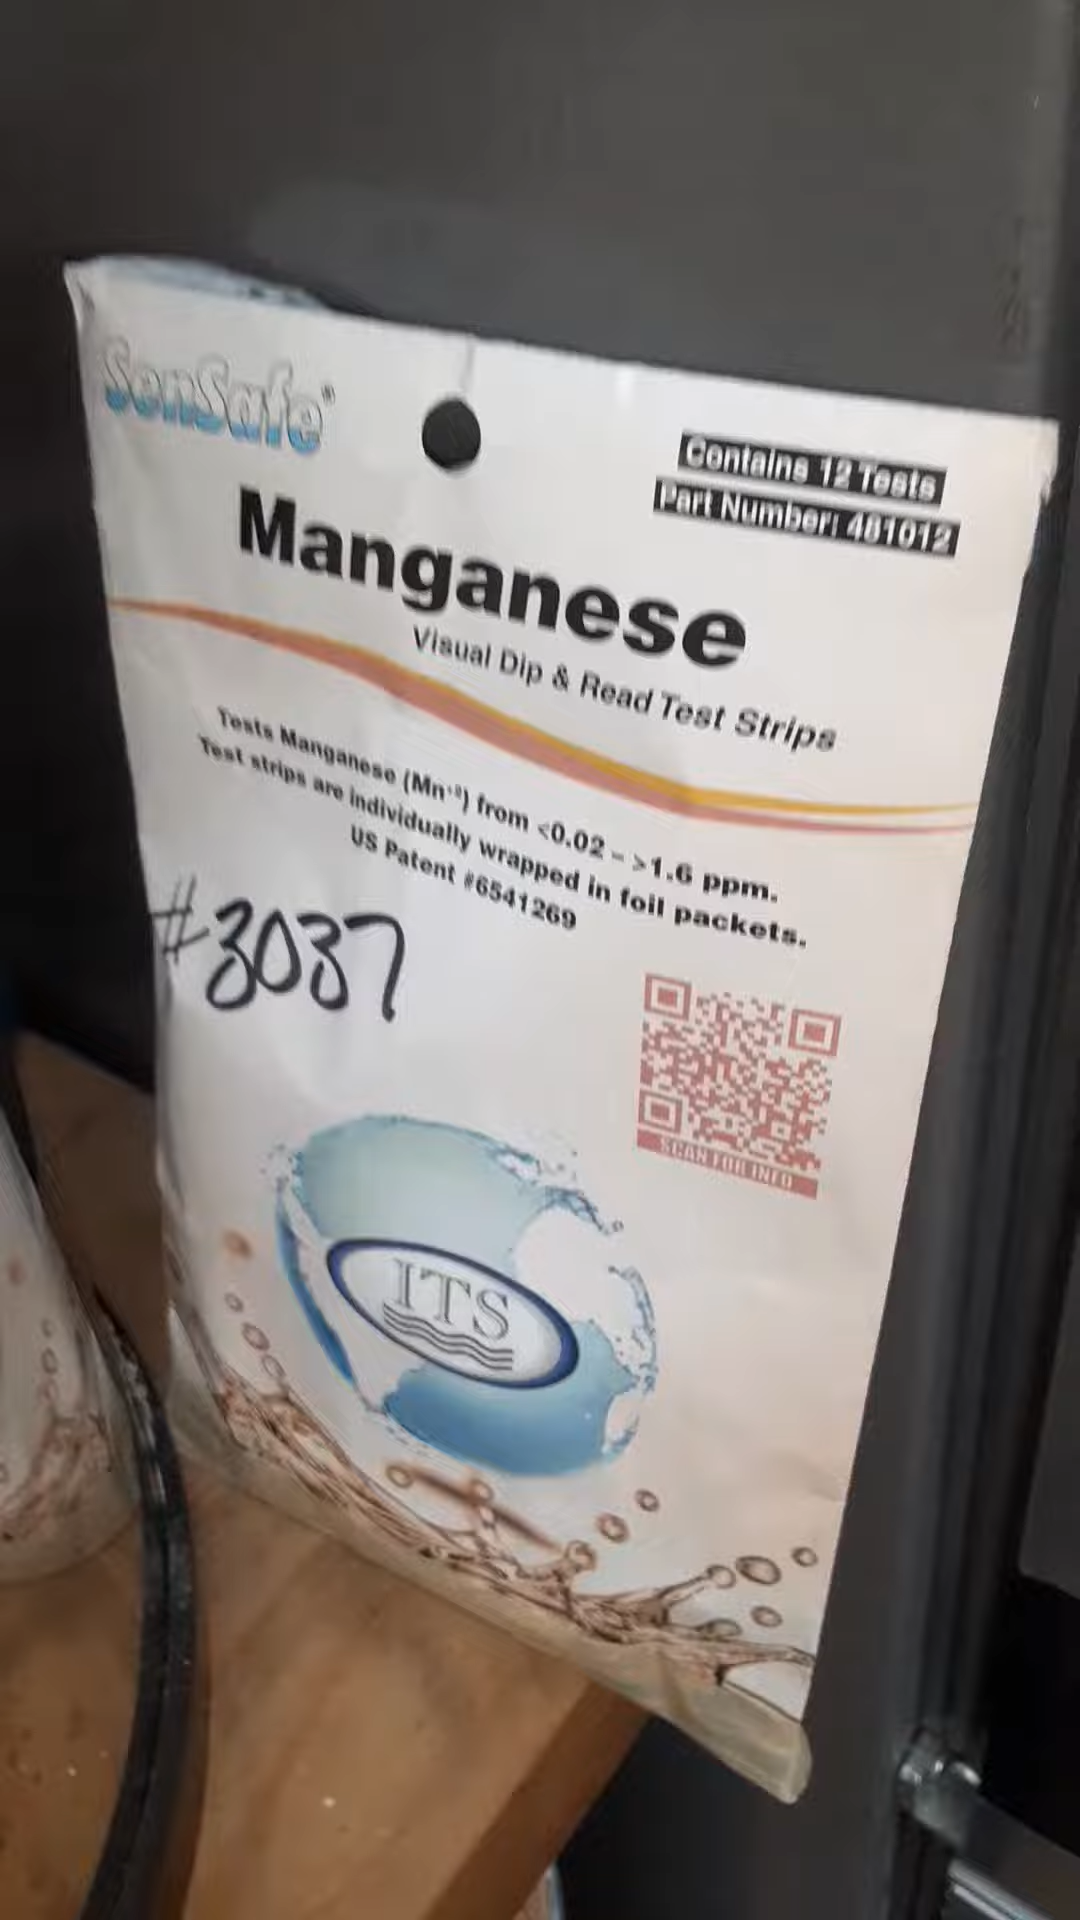 SenSafe®
Contains 12 Tests
Part Number: 481012
Manganese
Visual Dip & Read Test Strips
Tests Manganese (Mn⁺²) from <0.02 – >1.6 ppm.
Test strips are individually wrapped in foil packets.
US Patent #6541269
#3037
SCAN FOR INFO
ITS